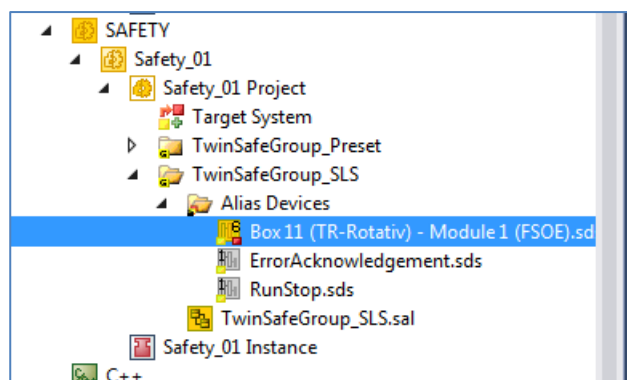 SAFETY
Safety_01
Safety_01 Project
Target System
TwinSafeGroup_Preset
TwinSafeGroup_SLS
Alias Devices
Box 11 (TR-Rotativ) - Module 1 (FSOE).sd
ErrorAcknowledgement.sds
RunStop.sds
TwinSafeGroup_SLS.sal
Safety_01 Instance
C++